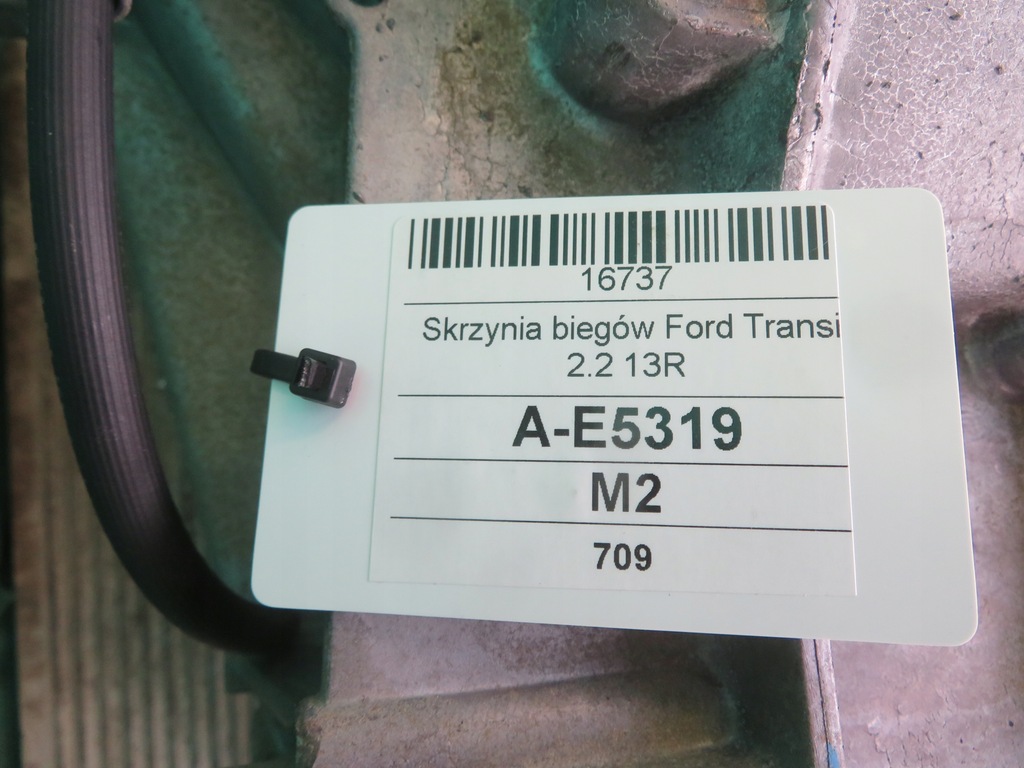 16737
Skrzynia biegów Ford Transi
2.2 13R
A-E5319
M2
709